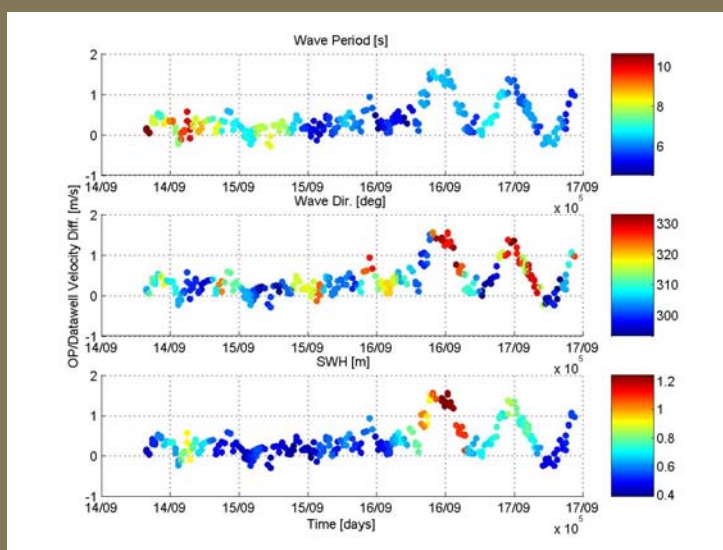 Wave Period [s]
2
1
0
-1
14/09 14/09 15/09 15/09 16/09 16/09 17/09 17/09
x 10^5
10
8
6
Wave Dir. [deg]
2
1
0
-1
14/09 14/09 15/09 15/09 16/09 16/09 17/09 17/09
x 10^5
330
320
310
300
OP/Datawell Velocity Diff. [m/s]
SWH [m]
2
1
0
-1
14/09 14/09 15/09 15/09 16/09 16/09 17/09 17/09
x 10^5
1.2
1
0.8
0.6
0.4
Time [days]